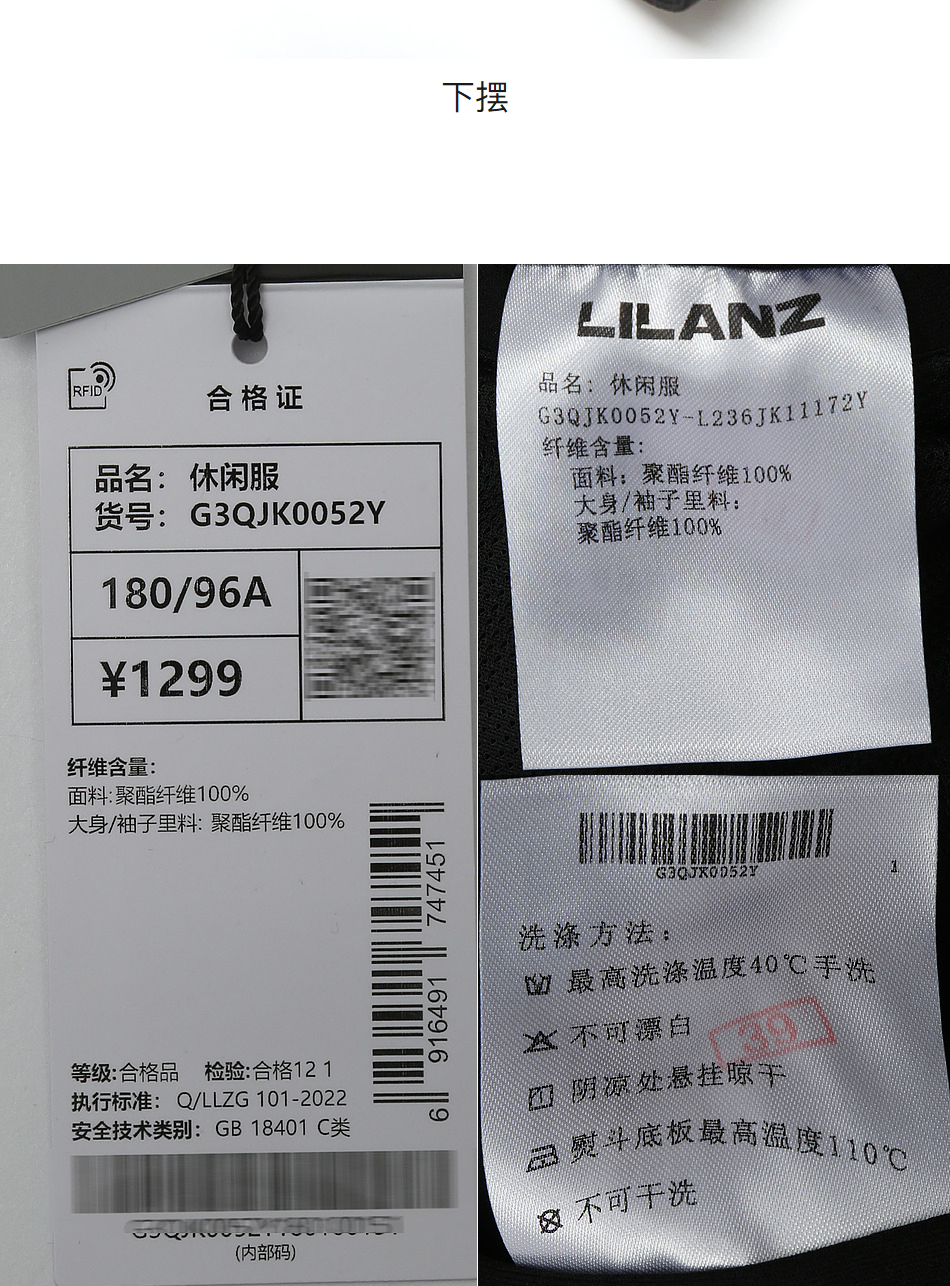 下摆
RFID
合格证
品名: 休闲服
货号: G3QJK0052Y
180/96A
¥1299
纤维含量:
面料:聚酯纤维100%
大身/袖子里料: 聚酯纤维100%
6 916491 747451
等级:合格品 检验:合格12 1
执行标准: Q/LLZG 101-2022
安全技术类别: GB 18401 C类
(内部码)
LILANZ
品名: 休闲服
G3QJK0052Y-L236JK11172Y
纤维含量:
面料: 聚酯纤维100%
大身/袖子里料:
聚酯纤维100%
G3QJK0052Y
1
洗涤方法:
最高洗涤温度40℃手洗
不可漂白
39
阴凉处悬挂晾干
熨斗底板最高温度110℃
不可干洗